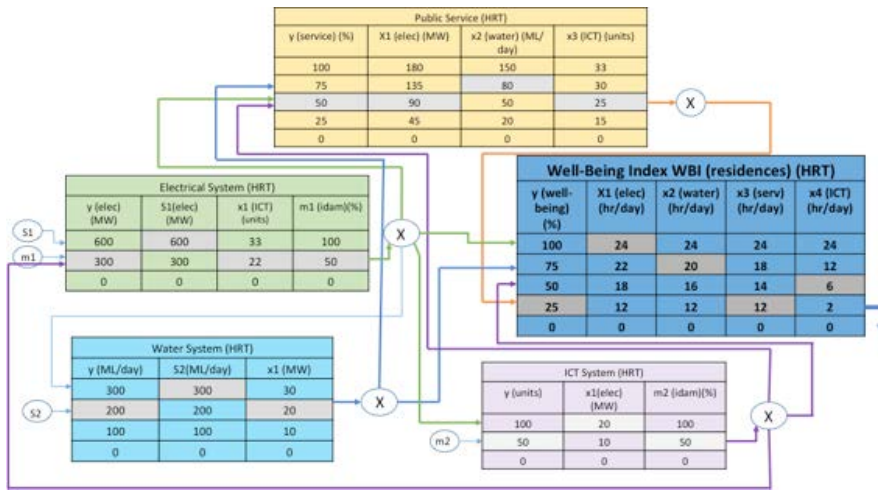 Public Service (HRT)
y (service) (%) X1 (elec) (MW) x2 (water) (ML/day) x3 (ICT) (units)
100 180 150 33
75 135 80 30
50 90 50 25
25 45 20 15
0 0 0 0
X
Well-Being Index WBI (residences) (HRT)
y (well-being) (%) X1 (elec) (hr/day) x2 (water) (hr/day) x3 (serv) (hr/day) x4 (ICT) (hr/day)
100 24 24 24 24
75 22 20 18 12
50 18 16 14 6
25 12 12 12 2
0 0 0 0 0
Electrical System (HRT)
y (elec) (MW) S1(elec) (MW) x1 (ICT) (units) m1 (idam)(%)
600 600 33 100
300 300 22 50
0 0 0 0
S1
m1
X
Water System (HRT)
y (ML/day) S2(ML/day) x1 (MW)
300 300 30
200 200 20
100 100 10
0 0 0
S2
X
ICT System (HRT)
y (units) x1(elec) (MW) m2 (idam)(%)
100 20 100
50 10 50
0 0 0
m2
X